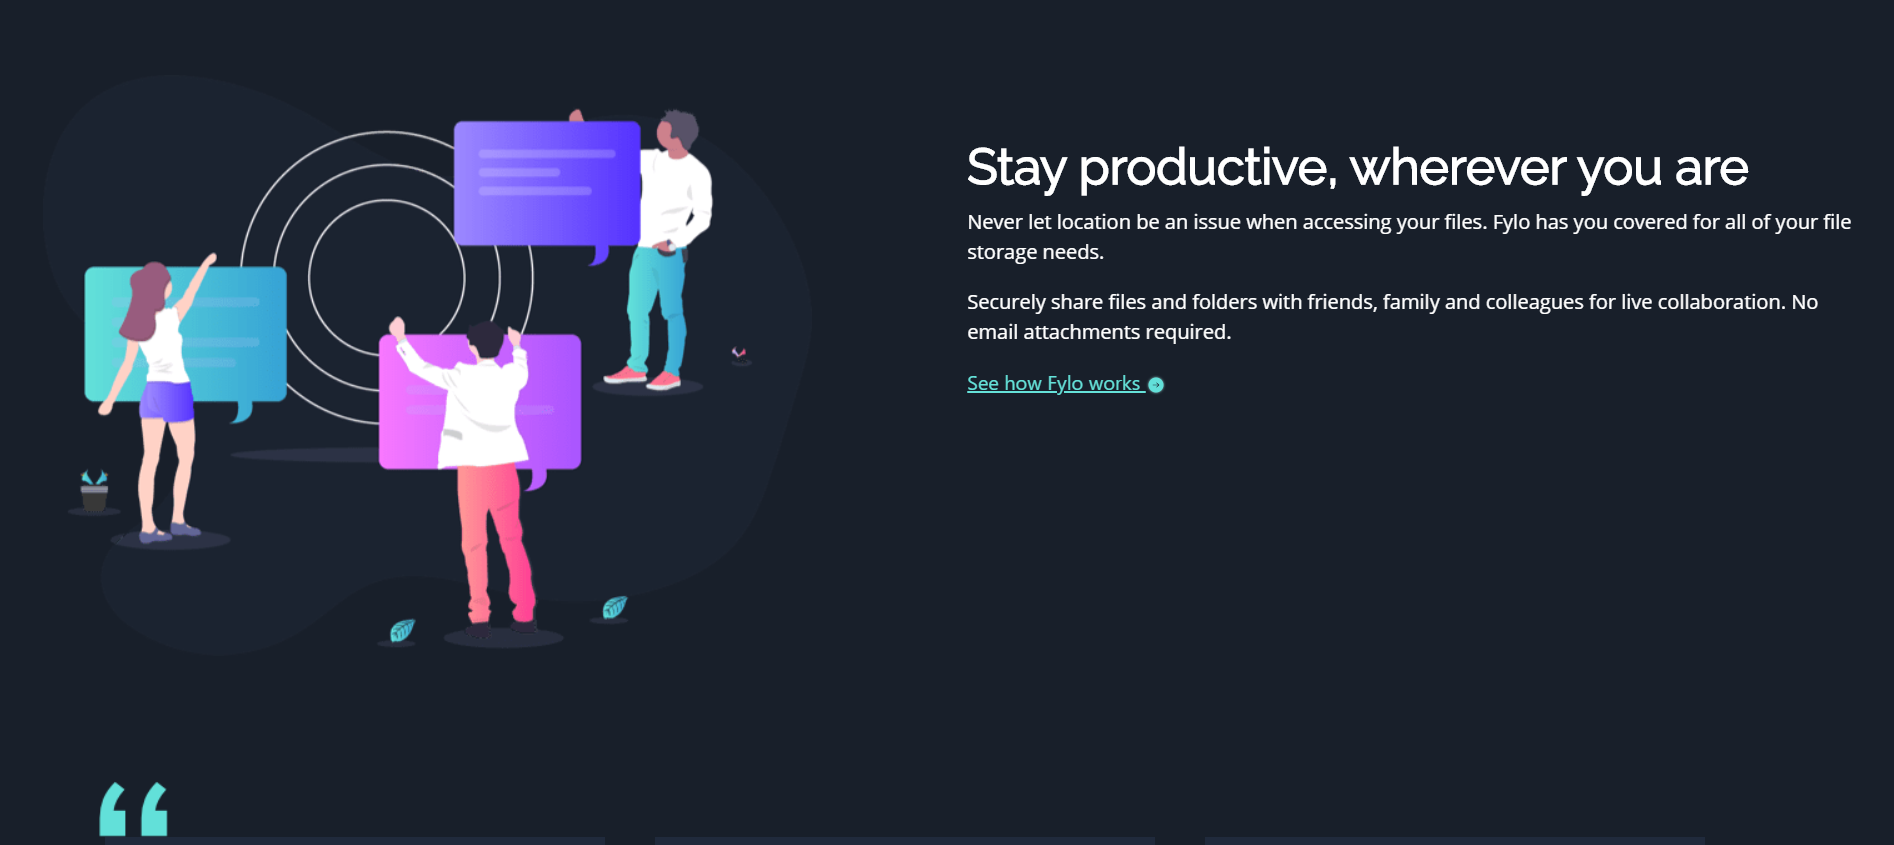 Stay productive, wherever you are
Never let location be an issue when accessing your files. Fylo has you covered for all of your file
storage needs.
Securely share files and folders with friends, family and colleagues for live collaboration. No
email attachments required.
See how Fylo works